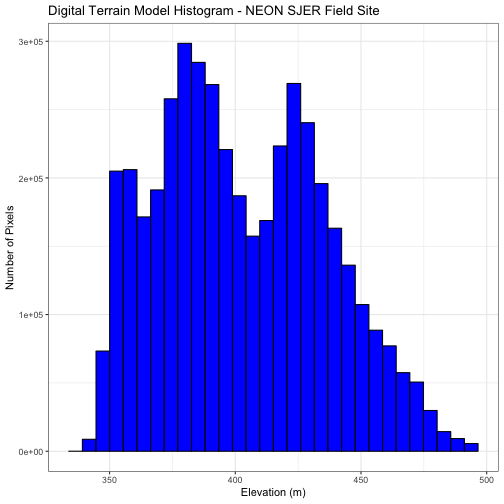 Digital Terrain Model Histogram - NEON SJER Field Site
3e+05
2e+05
1e+05
0e+00
Number of Pixels
350 400 450 500
Elevation (m)